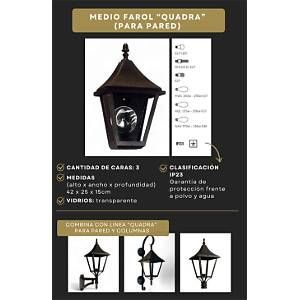 MEDIO FAROL "QUADRA"
(PARA PARED)
CANTIDAD DE CARAS: 3
MEDIDAS
(alto x ancho x profundidad)
42 x 25 x 15cm
VIDRIOS: transparente
CLASIFICACIÓN
IP23
Garantía de
protección frente
a polvo y agua
COMBINA CON LINEA "QUADRA"
PARA PARED Y COLUMNAS